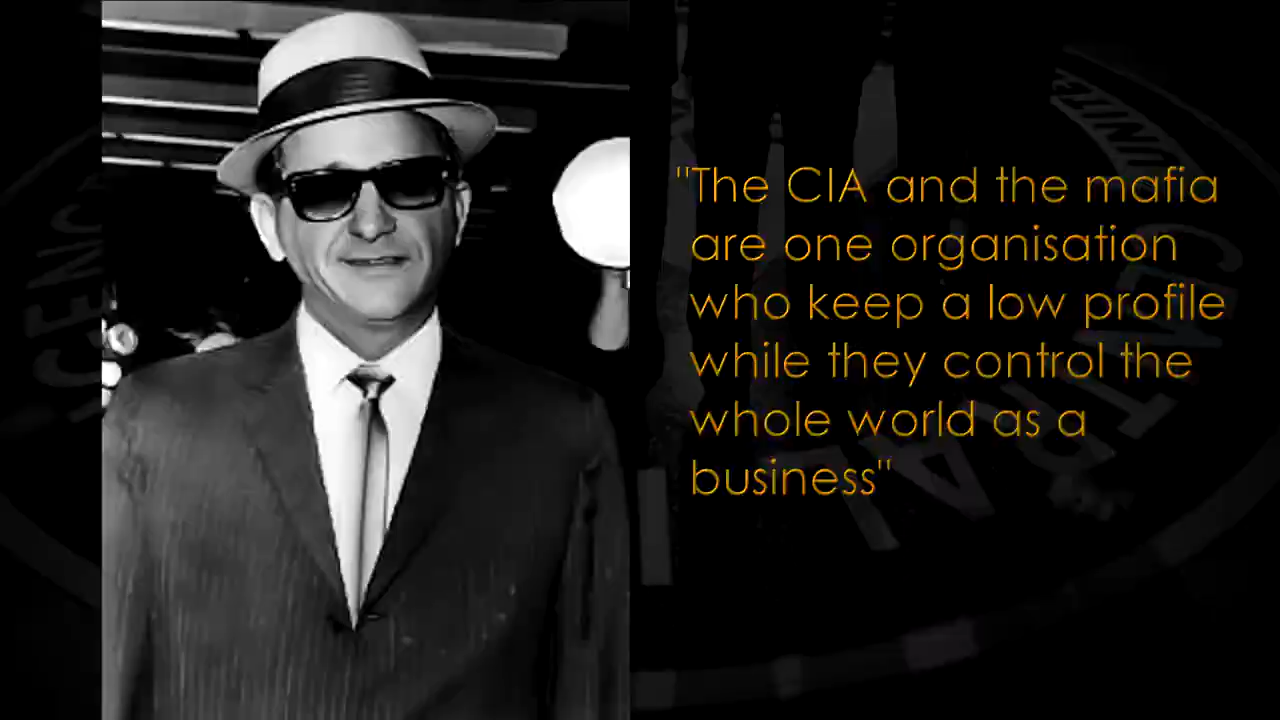 "The CIA and the mafia
are one organisation
who keep a low profile
while they control the
whole world as a
business"